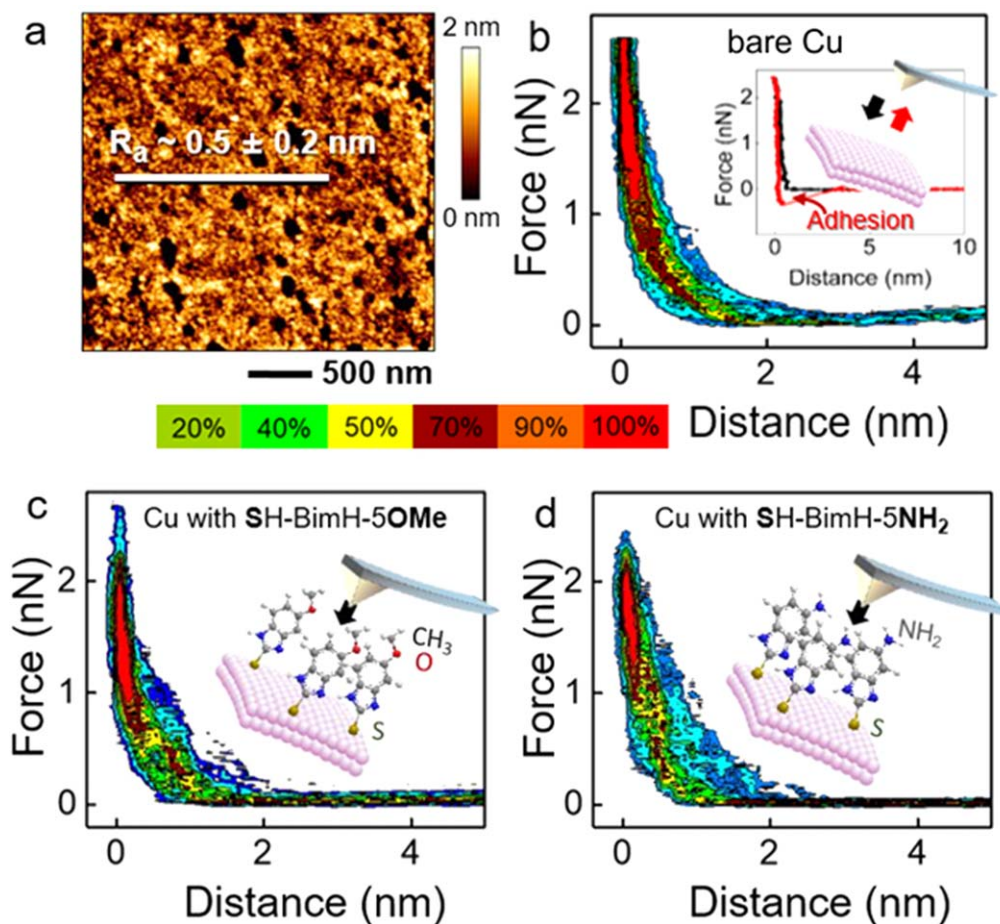 a
2 nm
Ra ~ 0.5 ± 0.2 nm
0 nm
500 nm
b
bare Cu
Force (nN)
2
1
0
0 2 4
Distance (nm)
Force (nN)
2
1
0
Adhesion
0 5 10
Distance (nm)
20% 40% 50% 70% 90% 100%
c
Cu with SH-BimH-5OMe
Force (nN)
2
1
0
CH3
O
S
0 2 4
Distance (nm)
d
Cu with SH-BimH-5NH2
Force (nN)
2
1
0
NH2
S
0 2 4
Distance (nm)